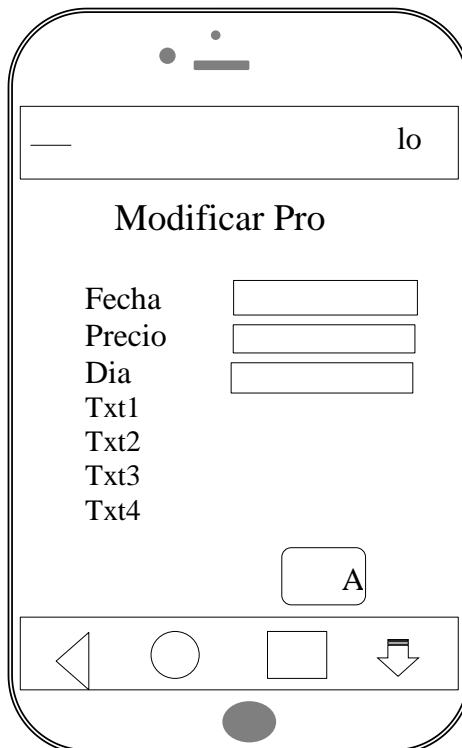 lo
Modificar Pro
Fecha
Precio
Dia
Txt1
Txt2
Txt3
Txt4
A